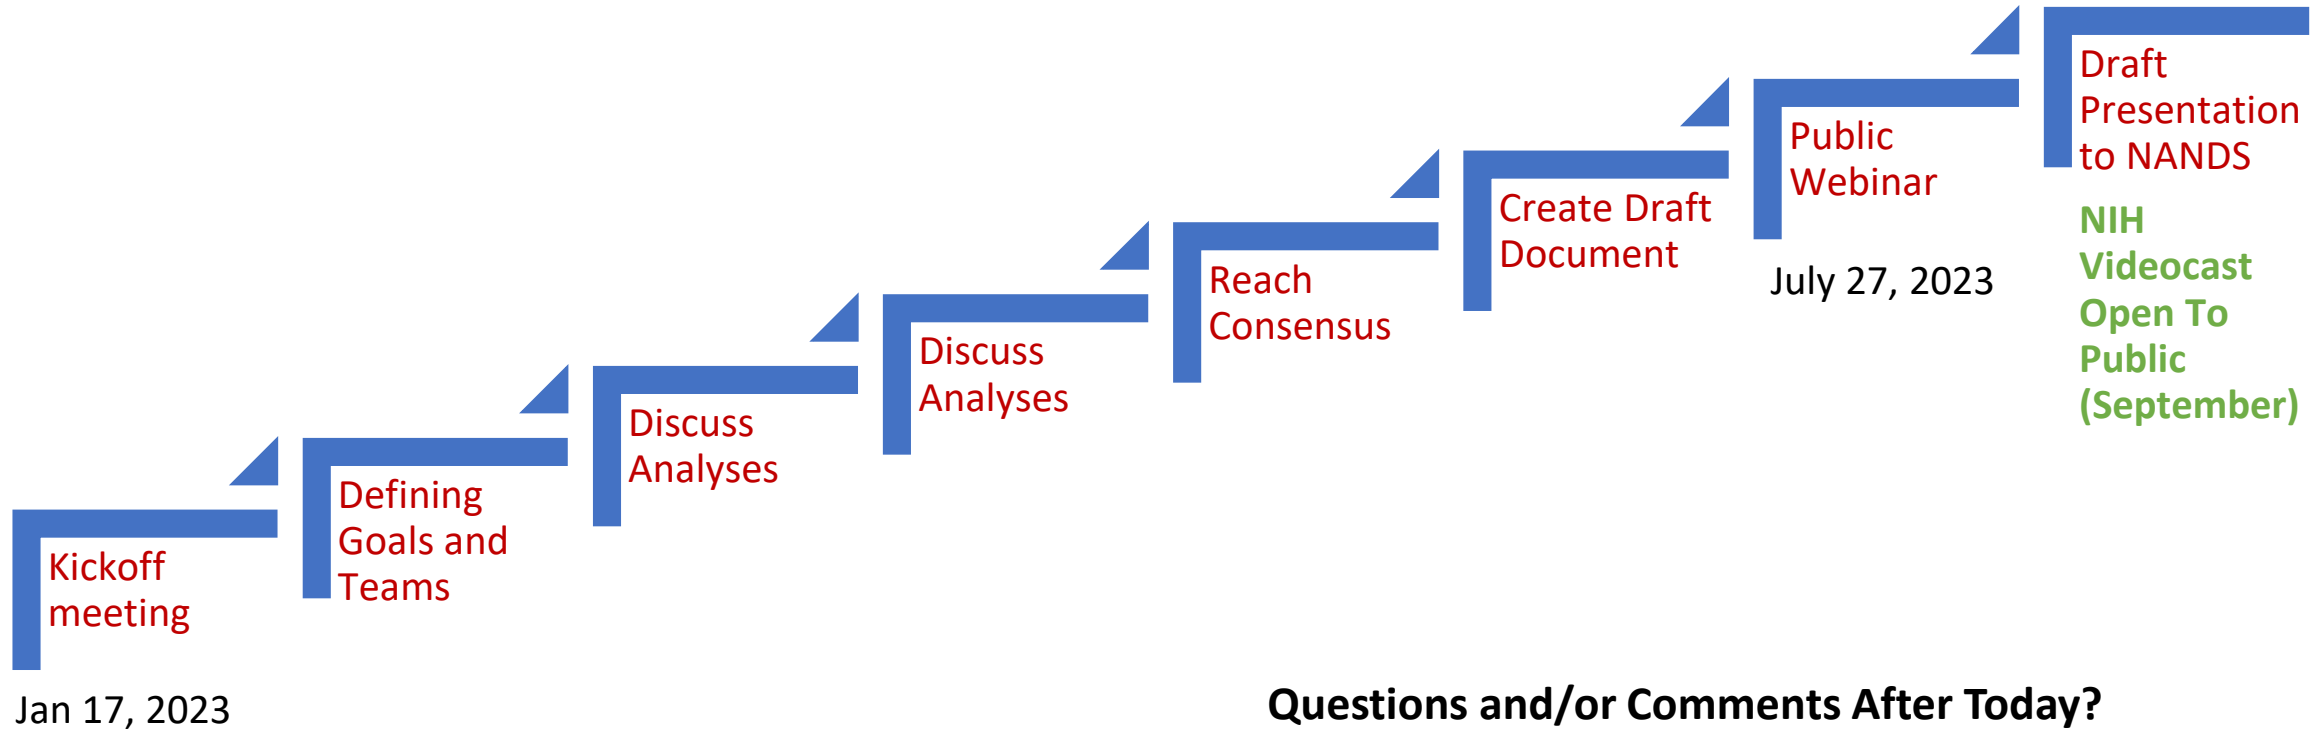 Kickoff
meeting
Jan 17, 2023
Defining
Goals and
Teams
Discuss
Analyses
Discuss
Analyses
Reach
Consensus
Create Draft
Document
Public
Webinar
July 27, 2023
Draft
Presentation
to NANDS
NIH
Videocast
Open To
Public
(September)
Questions and/or Comments After Today?